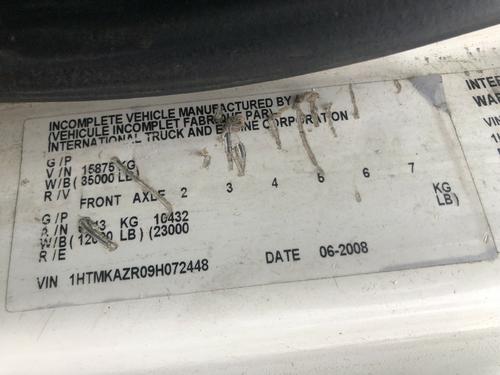 INCOMPLETE VEHICLE MANUFACTURED BY
VEHICULE INCOMPLET FABRIQUE PAR
INTERNATIONAL TRUCK AND ENGINE CORPORATION
G/P
V/N 15875 KG
W/B (35000 LB)
R/V FRONT AXLE 2 3 4 5 6 7
G/P
A/N KG 10432 KG
W/B LB) (23000 LB)
R/E
VIN 1HTMKAZR09H072448 DATE 06-2008
INTER
WAR
VIN